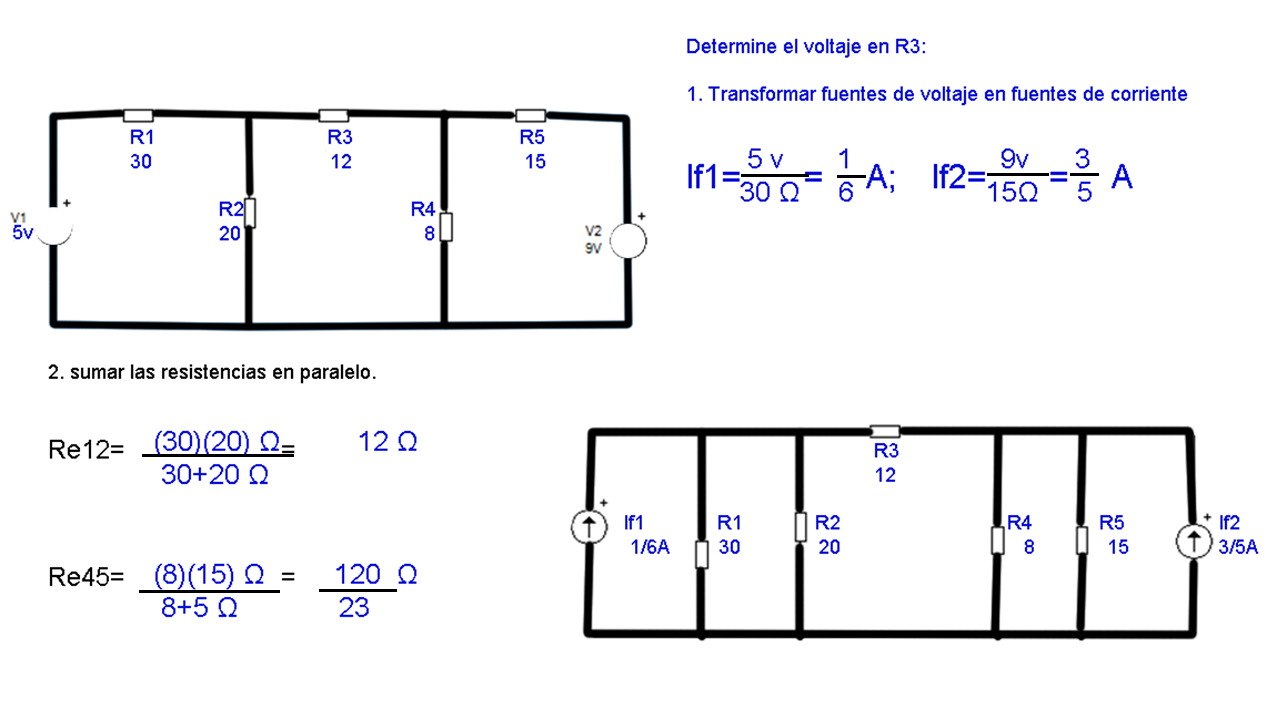 Determine el voltaje en R3:
1. Transformar fuentes de voltaje en fuentes de corriente
R1
30
R3
12
R5
15
R2
20
R4
8
V1
5v
+
V2
9V
+
If1= 5 v / 30 Ω = 1 / 6 A; If2= 9v / 15Ω = 3 / 5 A
2. sumar las resistencias en paralelo.
Re12= (30)(20) Ω / 30+20 Ω = 12 Ω
Re45= (8)(15) Ω / 8+5 Ω = 120 / 23 Ω
R3
12
+
If1
1/6A
R1
30
R2
20
R4
8
R5
15
+
If2
3/5A